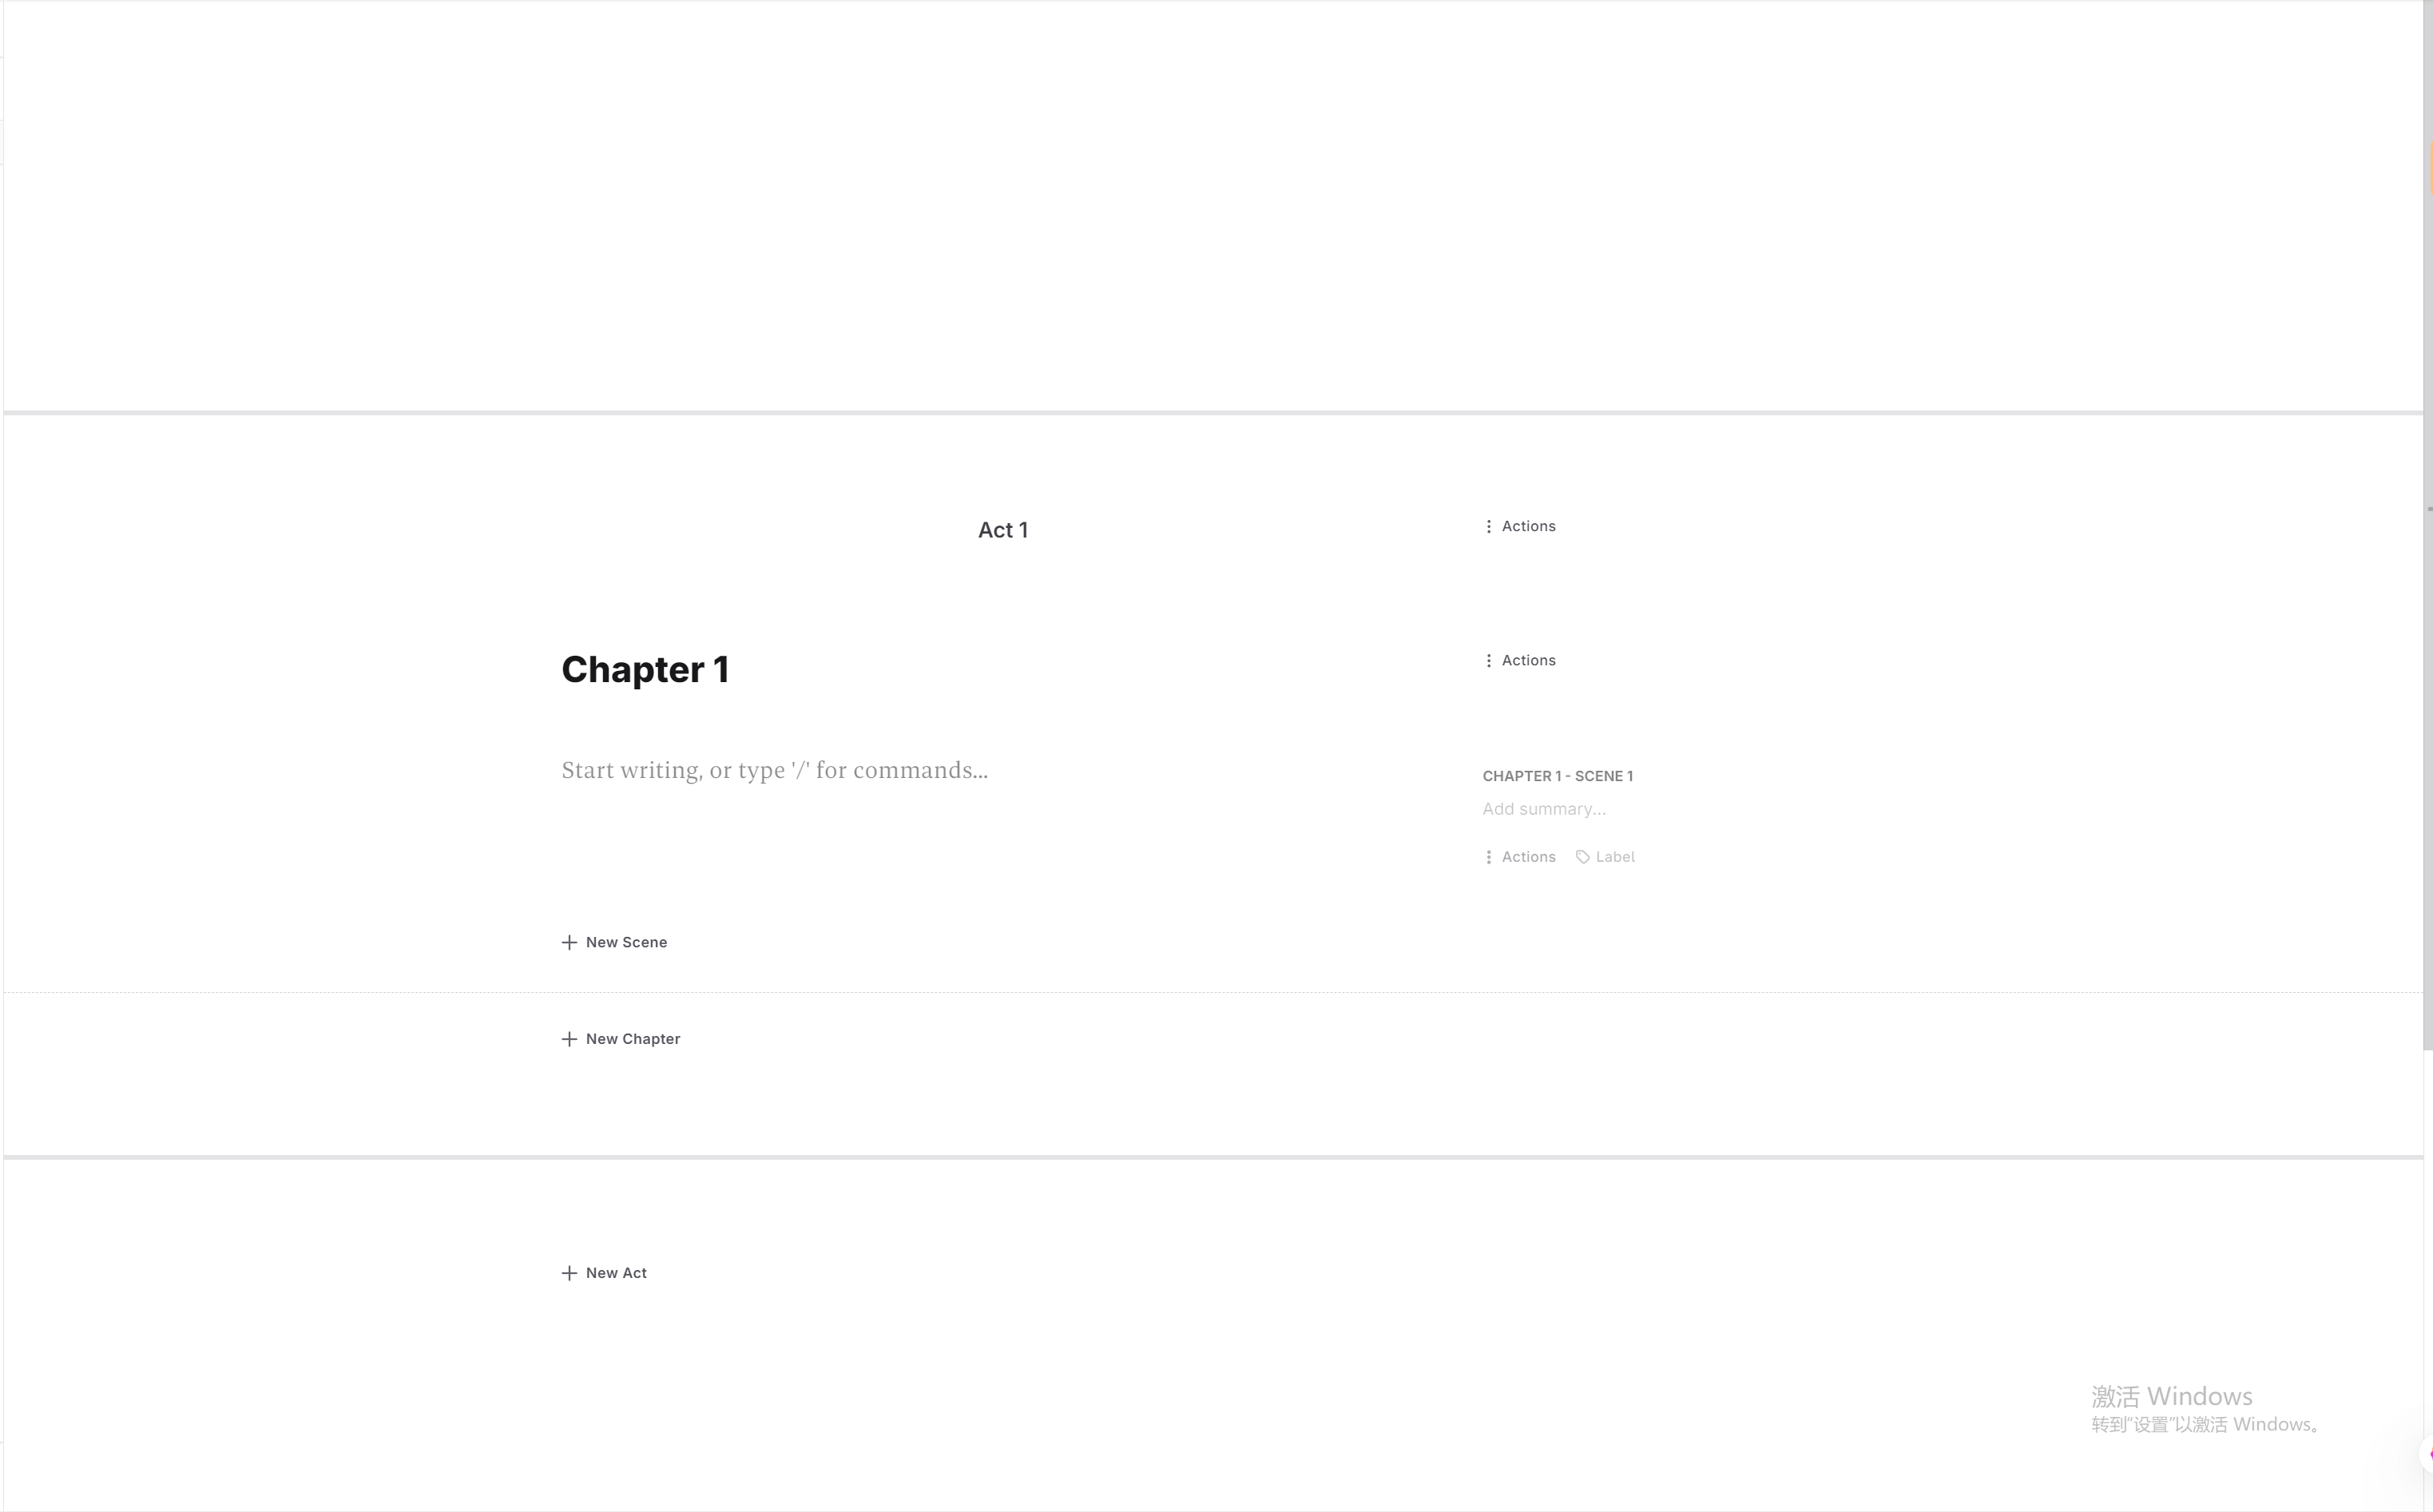 Act 1
Actions
Chapter 1
Actions
Start writing, or type '/' for commands...
CHAPTER 1 - SCENE 1
Add summary...
Actions
Label
New Scene
New Chapter
New Act
激活 Windows
转到“设置”以激活 Windows。